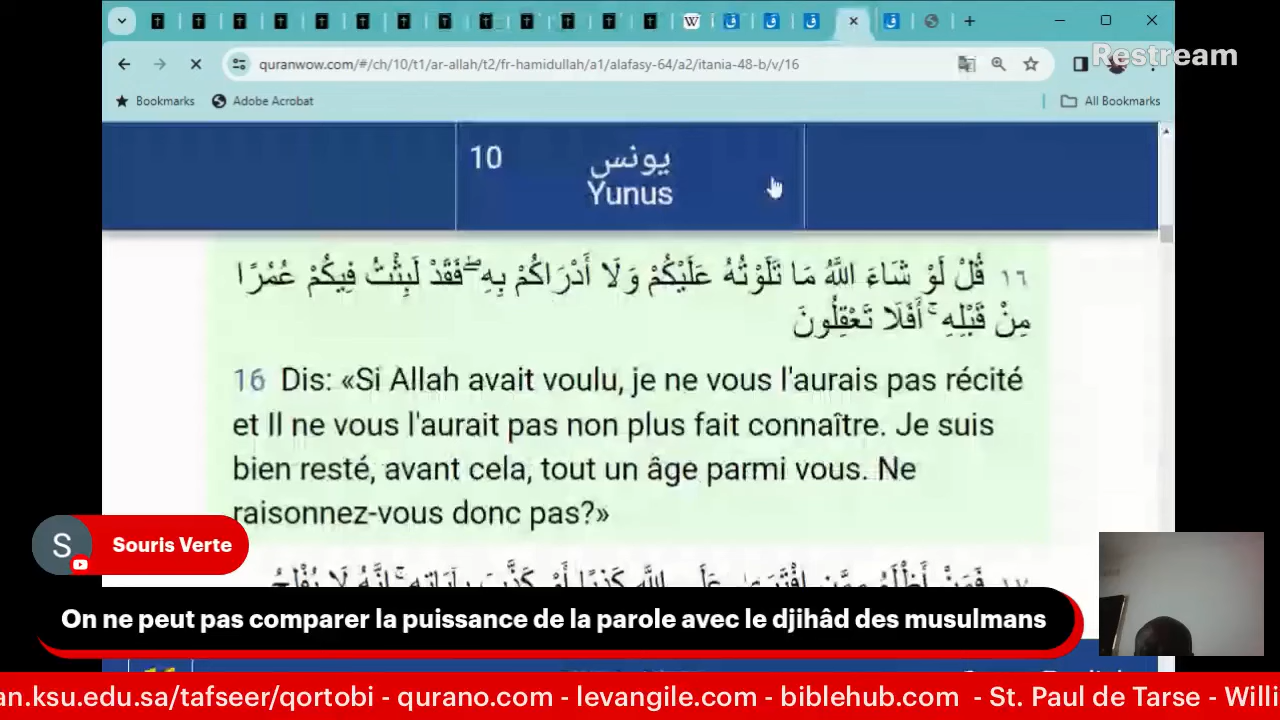 Restream
quranwow.com/#/ch/10/t1/ar-allah/t2/fr-hamidullah/a1/alafasy-64/a2/itania-48-b/v/16
Bookmarks
Adobe Acrobat
All Bookmarks
10
يونس
Yunus
١٦ قُلْ لَوْ شَاءَ اللَّهُ مَا تَلَوْتُهُ عَلَيْكُمْ وَلَا أَدْرَاكُمْ بِهِ ۖ فَقَدْ لَبِثْتُ فِيكُمْ عُمُرًا
مِنْ قَبْلِهِ ۚ أَفَلَا تَعْقِلُونَ
16 Dis: «Si Allah avait voulu, je ne vous l'aurais pas récité
et Il ne vous l'aurait pas non plus fait connaître. Je suis
bien resté, avant cela, tout un âge parmi vous. Ne
raisonnez-vous donc pas?»
S
Souris Verte
١٧ فَمَنْ أَظْلَمُ مِمَّنِ افْتَرَىٰ عَلَى اللَّهِ كَذِبًا أَوْ كَذَّبَ بِآيَاتِهِ ۚ إِنَّهُ لَا يُفْلِحُ
On ne peut pas comparer la puissance de la parole avec le djihâd des musulmans
an.ksu.edu.sa/tafseer/qortobi - qurano.com - levangile.com - biblehub.com - St. Paul de Tarse - Willi